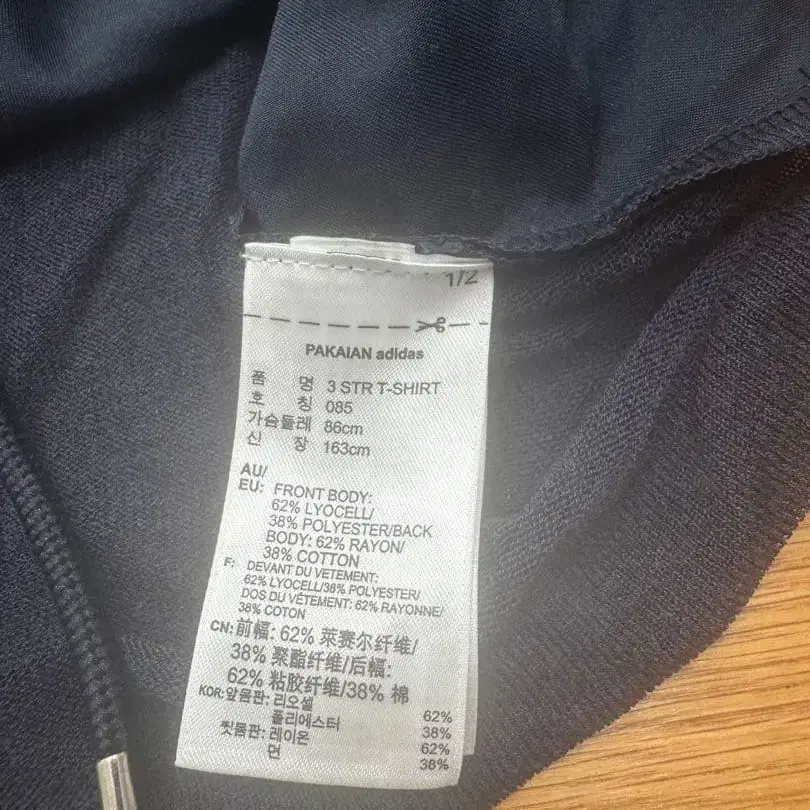 1/2
PAKAIAN adidas
품 명 3 STR T-SHIRT
호 칭 085
가슴둘레 86cm
신 장 163cm
AU/
EU: FRONT BODY:
62% LYOCELL/
38% POLYESTER/BACK
BODY: 62% RAYON/
38% COTTON
F: DEVANT DU VETEMENT:
62% LYOCELL/38% POLYESTER/
DOS DU VÉTEMENT: 62% RAYONNE/
38% COTON
CN: 前幅: 62% 莱赛尔纤维/
38% 聚酯纤维/后幅:
62% 粘胶纤维/38% 棉
KOR: 앞몸판: 리오셀 62%
폴리에스터 38%
뒷몸판: 레이온 62%
면 38%